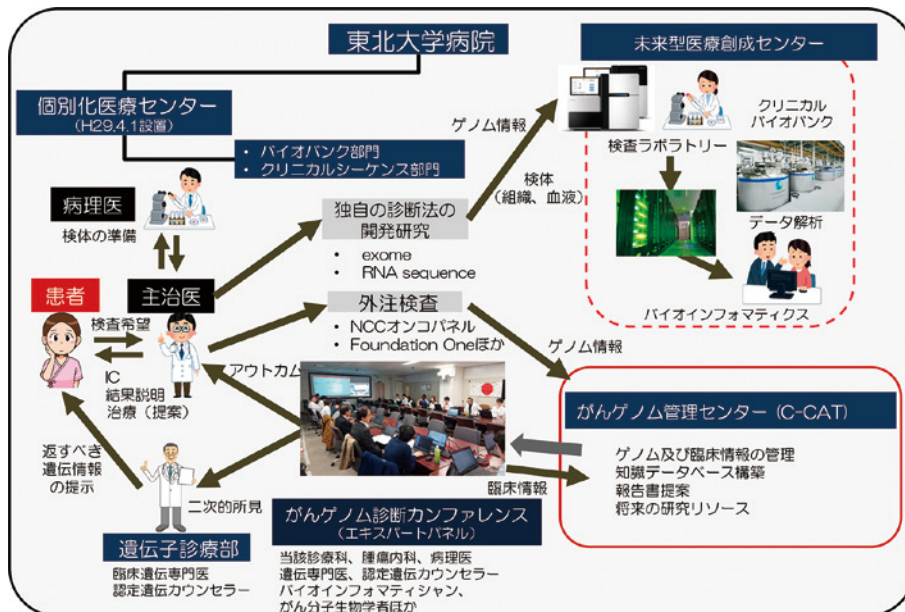 東北大学病院
未来型医療創成センター
個別化医療センター
(H29,4.1設置)
・ バイオバンク部門
・ クリニカルシーケンス部門
ゲノム情報
クリニカル
バイオバンク
検査ラボラトリー
検体
(組織、血液)
病理医
検体の準備
独自の診断法の
開発研究
・ exome
・ RNA sequence
データ解析
バイオインフォマティクス
患者
主治医
検査希望
IC
結果説明
治療(提案)
外注検査
・ NCCオンコパネル
・ Foundation Oneほか
ゲノム情報
アウトカム
がんゲノム管理センター (C-CAT)
ゲノム及び臨床情報の管理
知識データベース構築
報告書提案
将来の研究リソース
臨床情報
返すべき
遺伝情報
の提示
二次的所見
遺伝子診療部
臨床遺伝専門医
認定遺伝カウンセラー
がんゲノム診断カンファレンス
(エキスパートパネル)
当該診療科、腫瘍内科、病理医
遺伝専門医、認定遺伝カウンセラー
バイオインフォマティシャン、
がん分子生物学者ほか